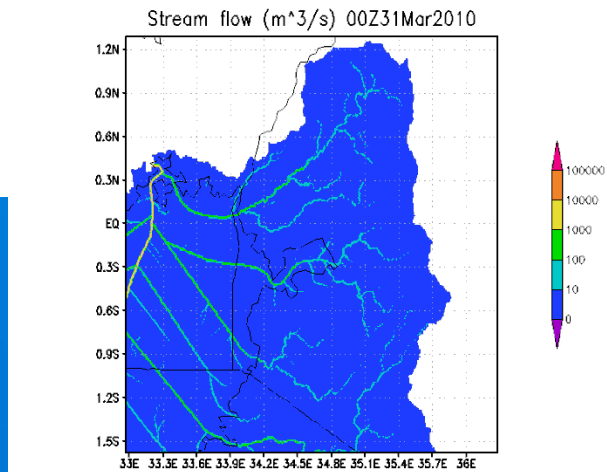 Stream flow (m^3/s) 00Z31Mar2010
1.2N
0.9N
0.6N
0.3N
EQ
0.3S
0.6S
0.9S
1.2S
1.5S
33E 33.3E 33.6E 33.9E 34.2E 34.5E 34.8E 35.1E 35.4E 35.7E 36E
100000
10000
1000
100
10
0